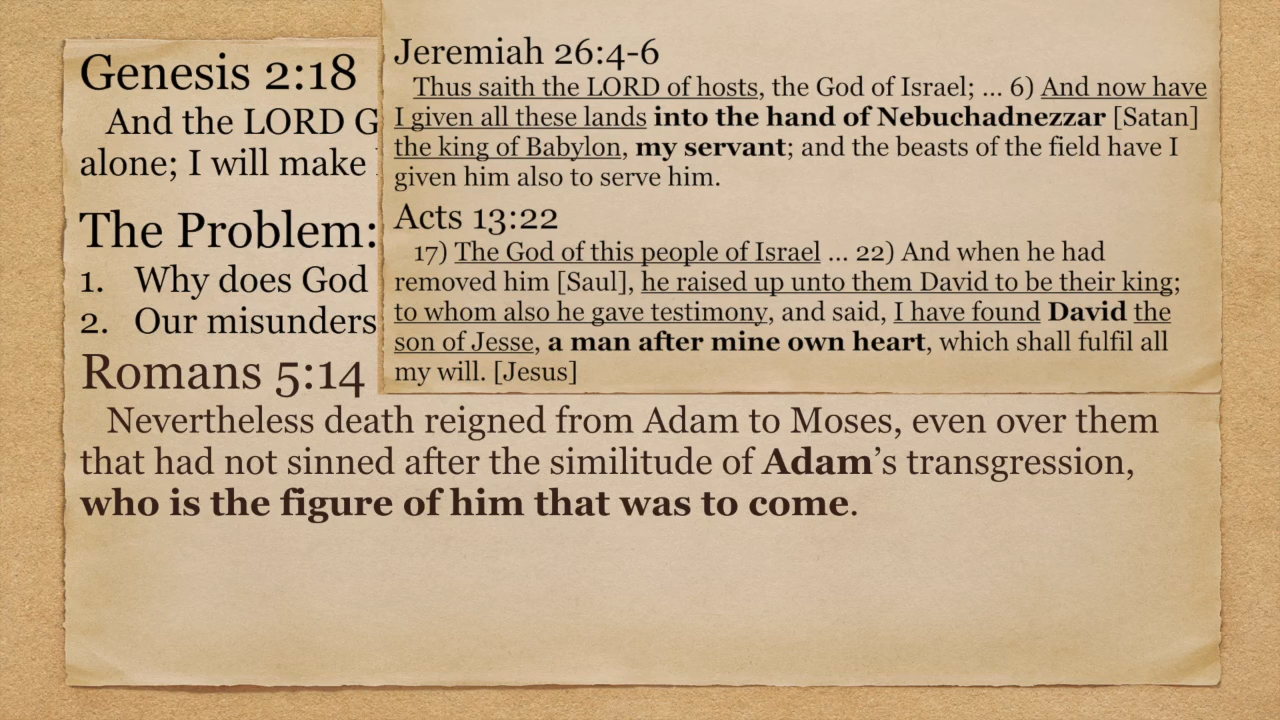 Genesis 2:18
And the LORD G
alone; I will make
The Problem:
1. Why does God
2. Our misunders
Jeremiah 26:4-6
Thus saith the LORD of hosts, the God of Israel; ... 6) And now have
I given all these lands into the hand of Nebuchadnezzar [Satan]
the king of Babylon, my servant; and the beasts of the field have I
given him also to serve him.
Acts 13:22
17) The God of this people of Israel ... 22) And when he had
removed him [Saul], he raised up unto them David to be their king;
to whom also he gave testimony, and said, I have found David the
son of Jesse, a man after mine own heart, which shall fulfil all
my will. [Jesus]
Romans 5:14
Nevertheless death reigned from Adam to Moses, even over them
that had not sinned after the similitude of Adam’s transgression,
who is the figure of him that was to come.